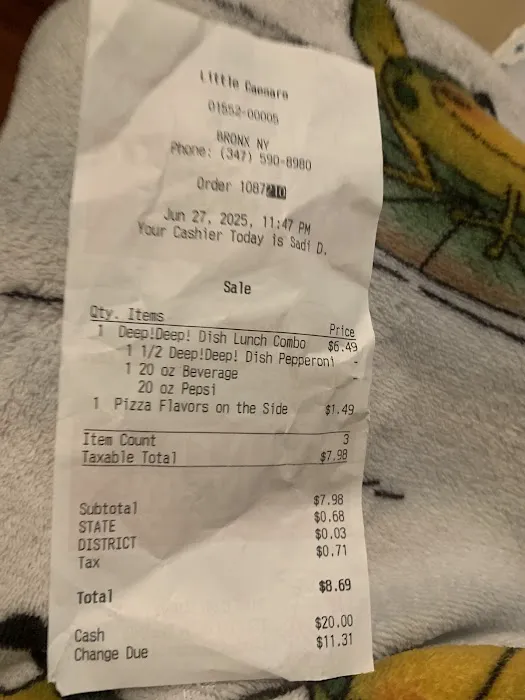 Little Caesars
01552-00005
BRONX NY
Phone: (347) 590-8980
Order 1087210
Jun 27, 2025, 11:47 PM
Your Cashier Today is Sadi D.
Sale
Qty. Items Price
1 Deep!Deep! Dish Lunch Combo $6.49
1 1/2 Deep!Deep! Dish Pepperoni -
1 20 oz Beverage -
20 oz Pepsi
1 Pizza Flavors on the Side $1.49
Item Count 3
Taxable Total $7.98
Subtotal $7.98
STATE $0.68
DISTRICT $0.03
Tax $0.71
Total $8.69
Cash $20.00
Change Due $11.31